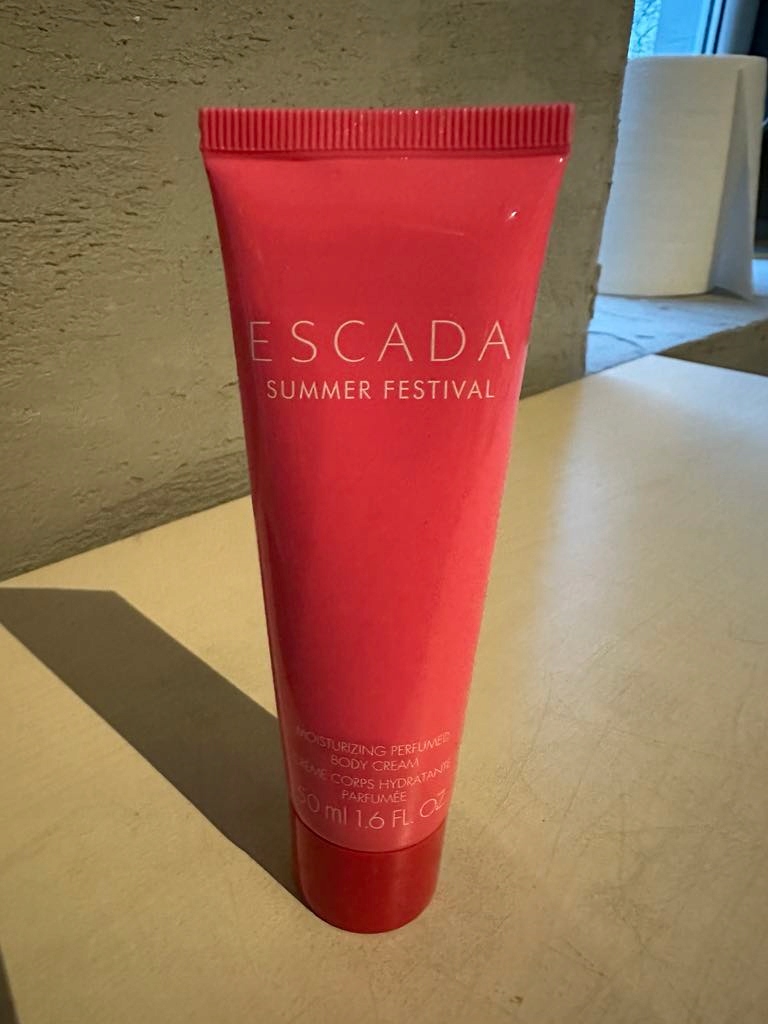 ESCADA
SUMMER FESTIVAL
MOISTURIZING PERFUMED
BODY CREAM
CRÈME CORPS HYDRATANTE
PARFUMÉE
50 ml 1.6 FL. OZ